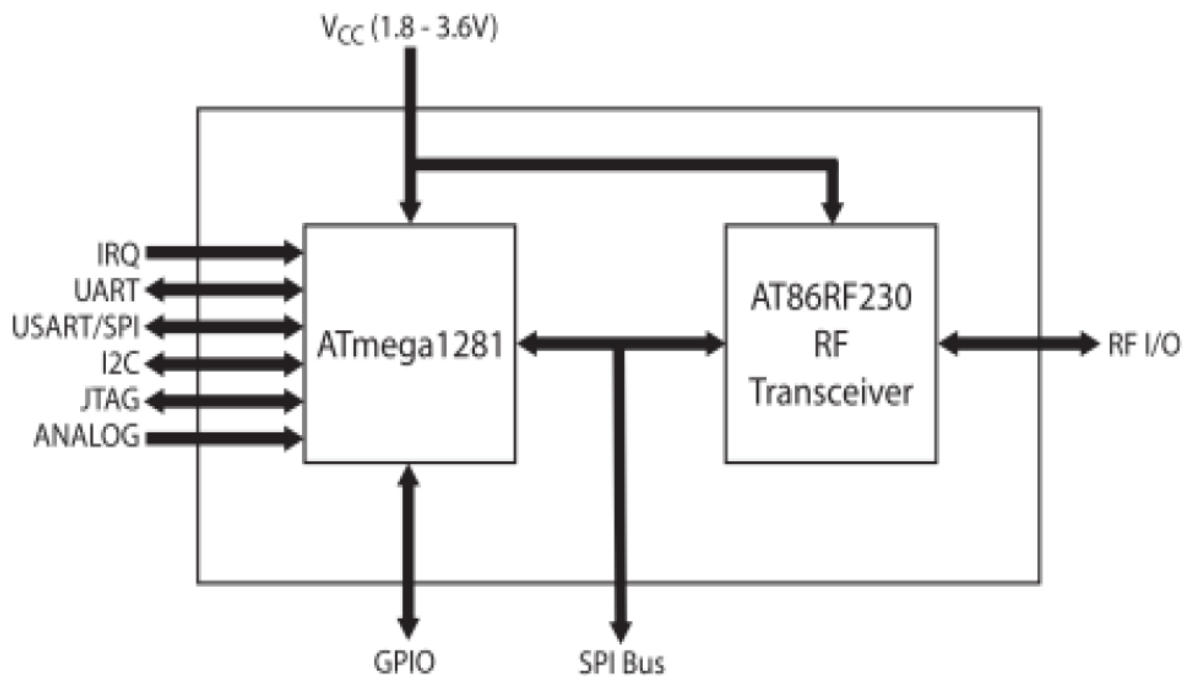 V_CC (1.8 - 3.6V)
IRQ
UART
USART/SPI
I2C
JTAG
ANALOG
ATmega1281
AT86RF230
RF
Transceiver
RF I/O
GPIO
SPI Bus